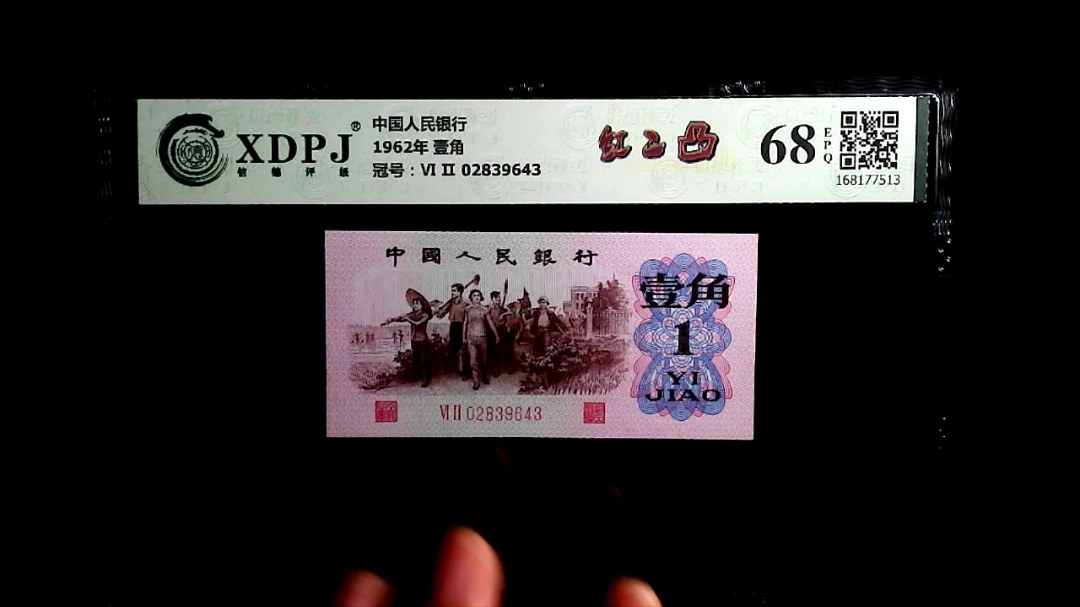 XDPJ®
信德评级
中国人民银行
1962年 壹角
冠号:VI II 02839643
红二凸
68
EPQ
168177513
中國人民銀行
壹角
1
YI
JIAO
VI II 02839643